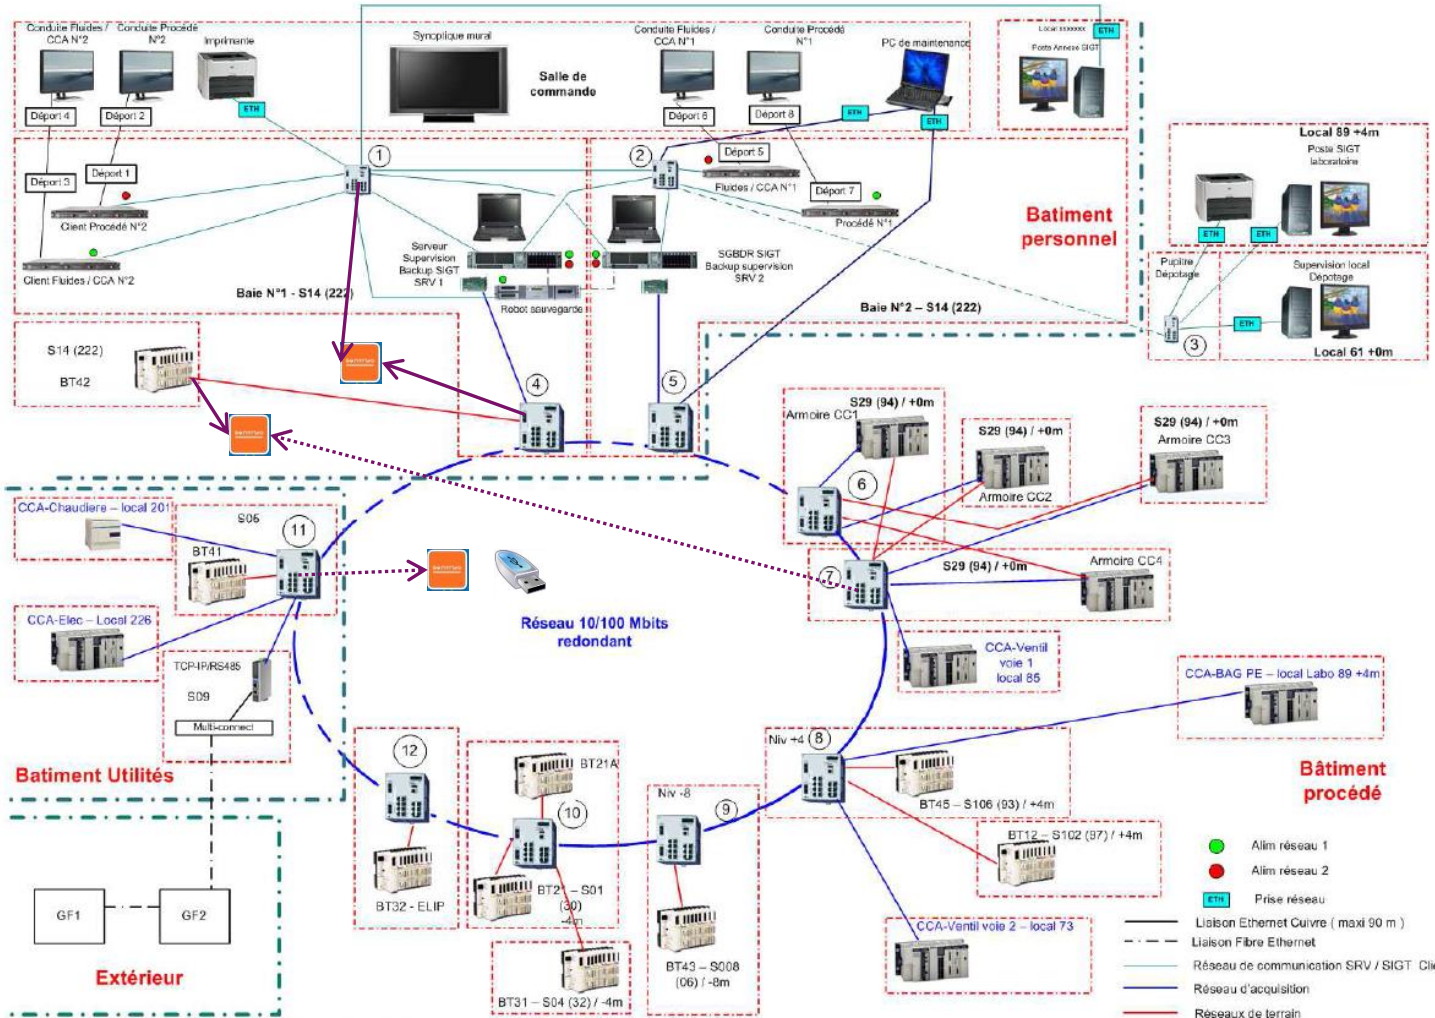 Conduite Fluides /
CCA N°2
Conduite Procédé
N°2
Imprimante
Synoptique mural
Conduite Fluides /
CCA N°1
Conduite Procédé
N°1
PC de maintenance
ETH
Poste Annexe SIGT
Salle de
commande
Déport 4
Déport 2
ETH
Déport 6
Déport 8
ETH
ETH
Local 89 +4m
Poste SIGT
laboratoire
1
2
Déport 5
Déport 3
Déport 1
Fluides / CCA N°1
Déport 7
Client Procédé N°2
Procédé N°1
Batiment
personnel
ETH
ETH
Serveur
Supervision
Backup SIGT
SRV 1
SGBDR SIGT
Backup supervision
SRV 2
Client Fluides / CCA N°2
Pupitre
Dépotage
Supervision local
Dépotage
Baie N°1 - S14 (222)
Robot sauvegarde
Baie N°2 – S14 (222)
ETH
3
Local 61 +0m
S14 (222)
BT42
4
5
Armoire CC1
S29 (94) / +0m
S29 (94) / +0m
S29 (94) / +0m
Armoire CC3
6
Armoire CC2
CCA-Chaudiere – local 201
S05
11
BT41
7
S29 (94) / +0m
Armoire CC4
Réseau 10/100 Mbits
redondant
CCA-Elec – Local 226
TCP-IP/RS485
S09
Multi-connect
CCA-Ventil
voie 1
local 85
CCA-BAG PE – local Labo 89 +4m
Batiment Utilités
12
BT21A
10
Niv -8
9
Niv +4
8
Bâtiment
procédé
BT45 – S106 (93) / +4m
BT12 – S102 (97) / +4m
BT32 - ELIP
– S01
(30)
-4m
BT31 – S04 (32) / -4m
BT43 – S008
(06) / -8m
CCA-Ventil voie 2 – local 73
GF1
GF2
Extérieur
Alim réseau 1
Alim réseau 2
ETH
Prise réseau
Liaison Ethernet Cuivre ( maxi 90 m )
Liaison Fibre Ethernet
Réseau de communication SRV / SIGT Clie
Réseau d'acquisition
Réseaux de terrain